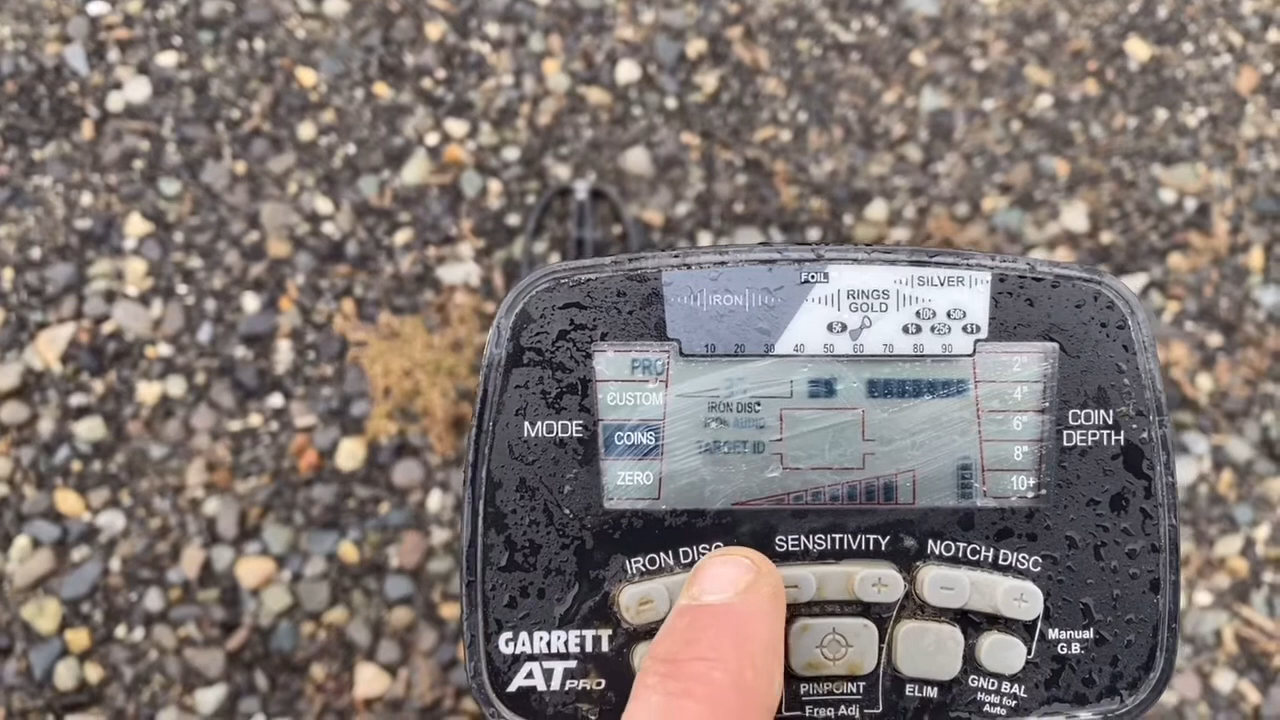 FOIL
SILVER
IRON
RINGS
GOLD
10¢ 50¢
5¢ 1¢ 25¢ $1
10 20 30 40 50 60 70 80 90
PRO
CUSTOM
COINS
ZERO
MODE
IRON DISC
IRON AUDIO
TARGET ID
2"
4"
6"
8"
10+
COIN
DEPTH
IRON DISC
SENSITIVITY
NOTCH DISC
- - + - +
GARRETT
AT PRO
PINPOINT
Freq Adj
ELIM
GND BAL
Hold for
Auto
Manual
G.B.